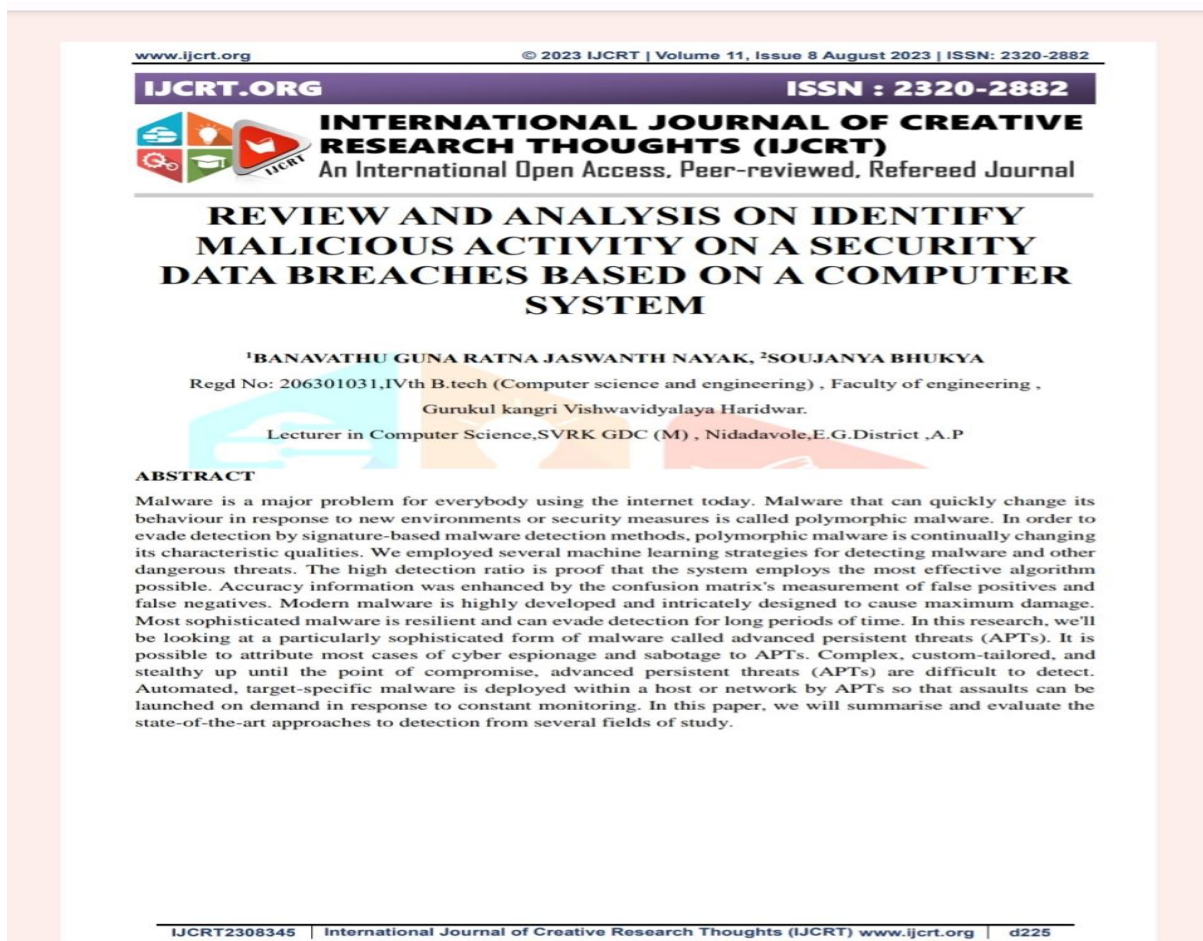 www.ijcrt.org © 2023 IJCRT | Volume 11, Issue 8 August 2023 | ISSN: 2320-2882
IJCRT.ORG ISSN : 2320-2882
INTERNATIONAL JOURNAL OF CREATIVE
RESEARCH THOUGHTS (IJCRT)
IJCRT
An International Open Access, Peer-reviewed, Refereed Journal
REVIEW AND ANALYSIS ON IDENTIFY
MALICIOUS ACTIVITY ON A SECURITY
DATA BREACHES BASED ON A COMPUTER
SYSTEM
¹BANAVATHU GUNA RATNA JASWANTH NAYAK, ²SOUJANYA BHUKYA
Regd No: 206301031,IVth B.tech (Computer science and engineering) , Faculty of engineering ,
Gurukul kangri Vishwavidyalaya Haridwar.
Lecturer in Computer Science,SVRK GDC (M) , Nidadavole,E.G.District ,A.P
ABSTRACT
Malware is a major problem for everybody using the internet today. Malware that can quickly change its
behaviour in response to new environments or security measures is called polymorphic malware. In order to
evade detection by signature-based malware detection methods, polymorphic malware is continually changing
its characteristic qualities. We employed several machine learning strategies for detecting malware and other
dangerous threats. The high detection ratio is proof that the system employs the most effective algorithm
possible. Accuracy information was enhanced by the confusion matrix's measurement of false positives and
false negatives. Modern malware is highly developed and intricately designed to cause maximum damage.
Most sophisticated malware is resilient and can evade detection for long periods of time. In this research, we'll
be looking at a particularly sophisticated form of malware called advanced persistent threats (APTs). It is
possible to attribute most cases of cyber espionage and sabotage to APTs. Complex, custom-tailored, and
stealthy up until the point of compromise, advanced persistent threats (APTs) are difficult to detect.
Automated, target-specific malware is deployed within a host or network by APTs so that assaults can be
launched on demand in response to constant monitoring. In this paper, we will summarise and evaluate the
state-of-the-art approaches to detection from several fields of study.
IJCRT2308345 | International Journal of Creative Research Thoughts (IJCRT) www.ijcrt.org | d225